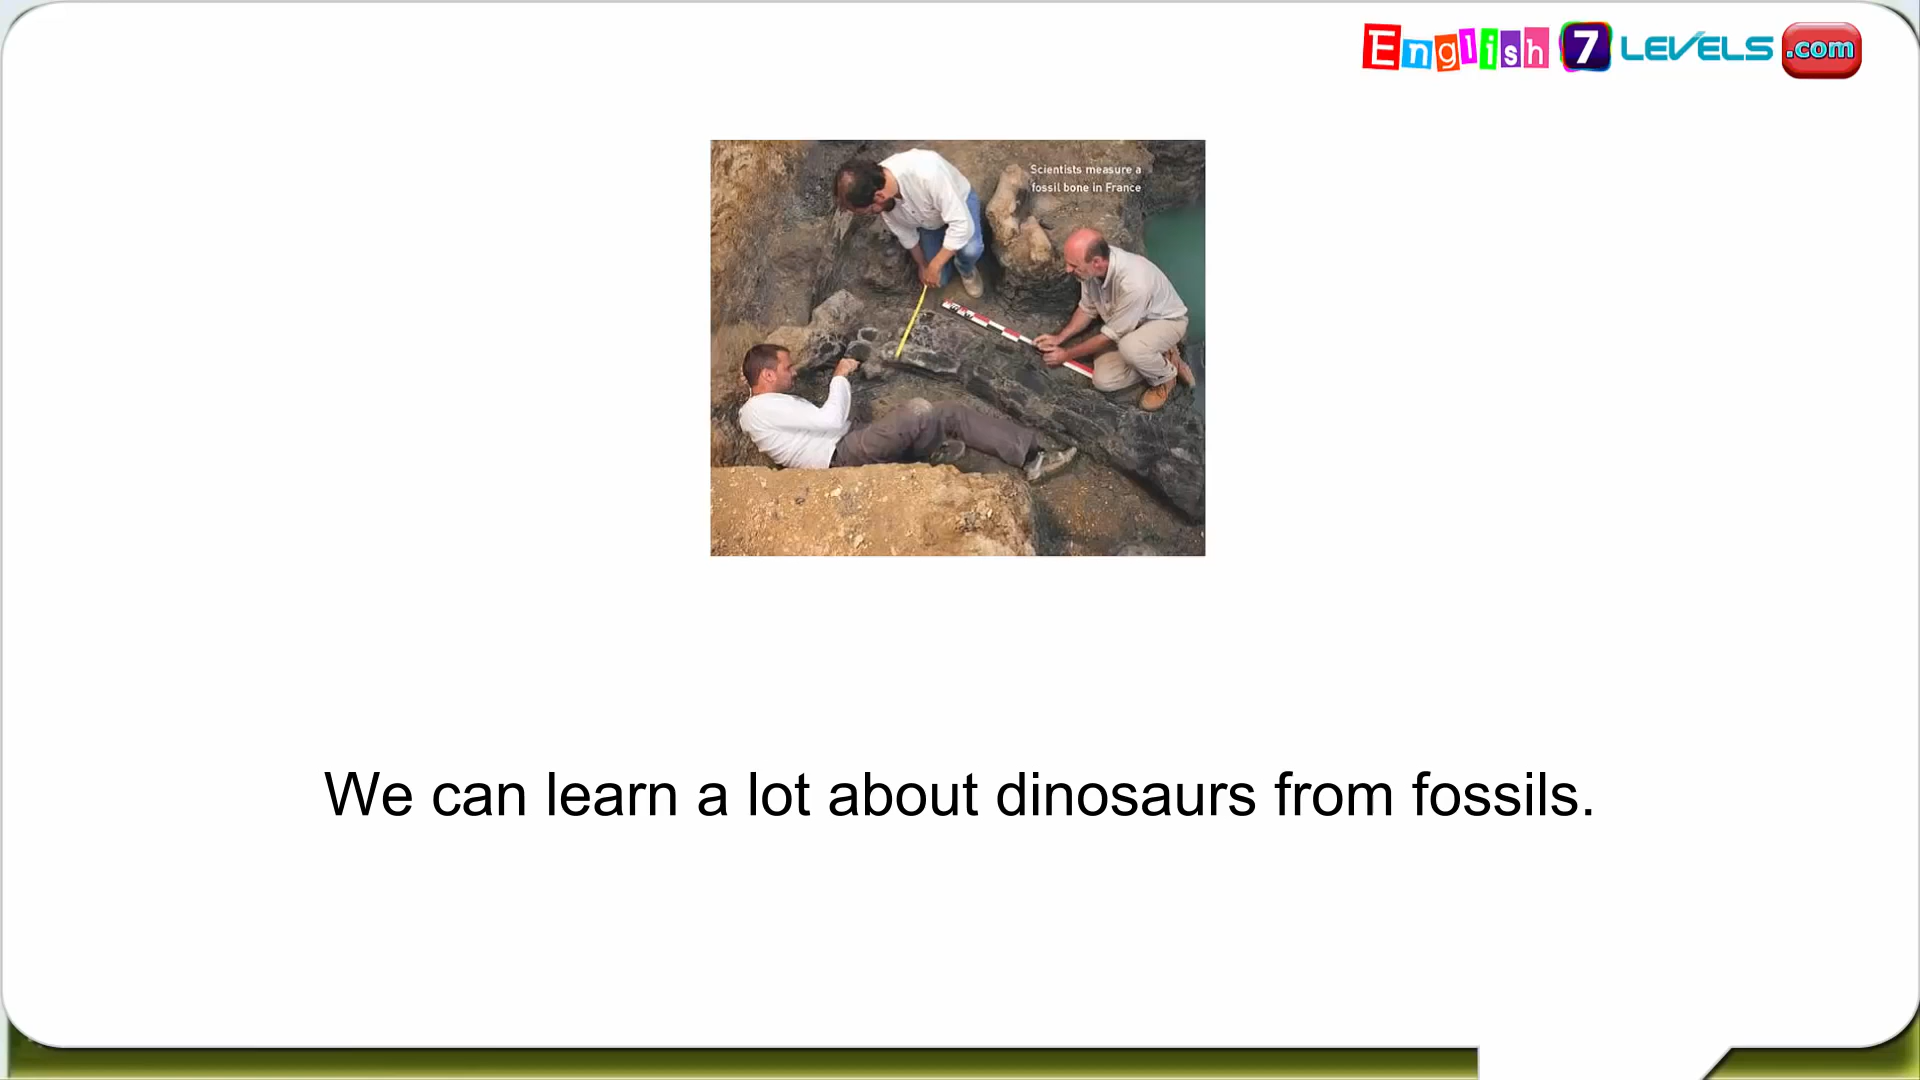 English 7 LEVELS .com
Scientists measure a
fossil bone in France
We can learn a lot about dinosaurs from fossils.